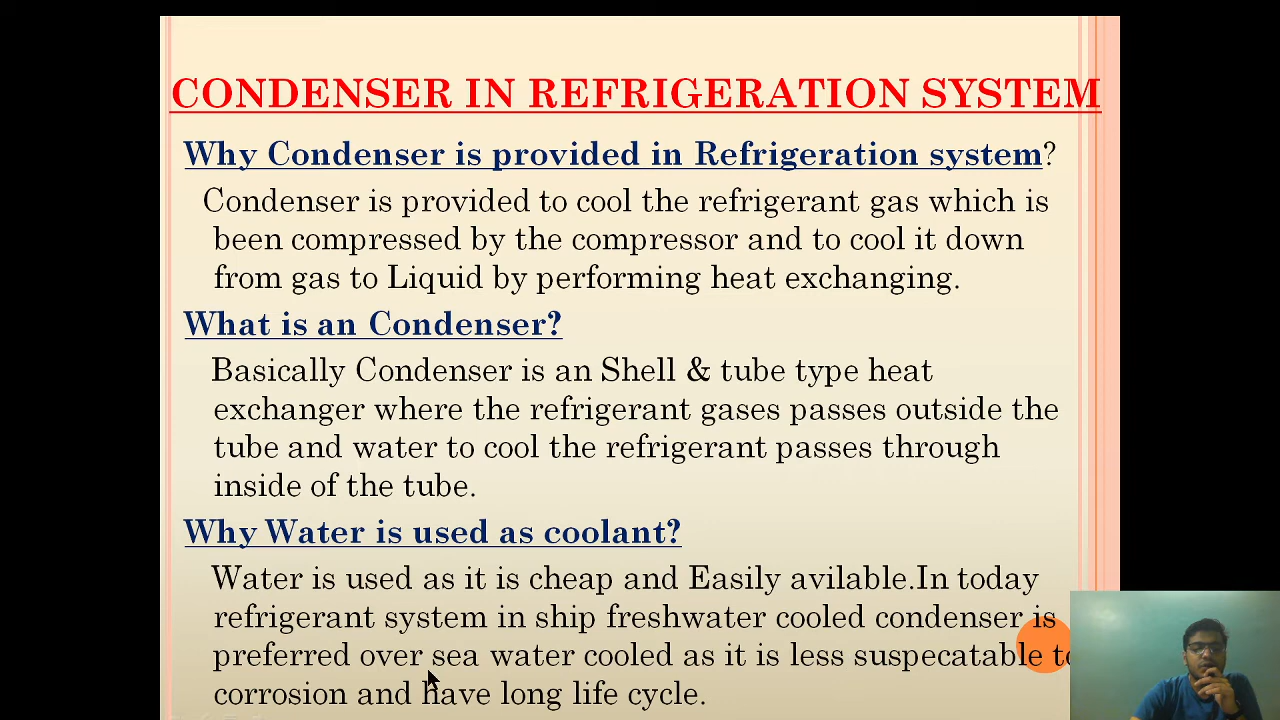 CONDENSER IN REFRIGERATION SYSTEM
Why Condenser is provided in Refrigeration system?
Condenser is provided to cool the refrigerant gas which is
been compressed by the compressor and to cool it down
from gas to Liquid by performing heat exchanging.
What is an Condenser?
Basically Condenser is an Shell & tube type heat
exchanger where the refrigerant gases passes outside the
tube and water to cool the refrigerant passes through
inside of the tube.
Why Water is used as coolant?
Water is used as it is cheap and Easily avilable.In today
refrigerant system in ship freshwater cooled condenser is
preferred over sea water cooled as it is less suspecatable to
corrosion and have long life cycle.